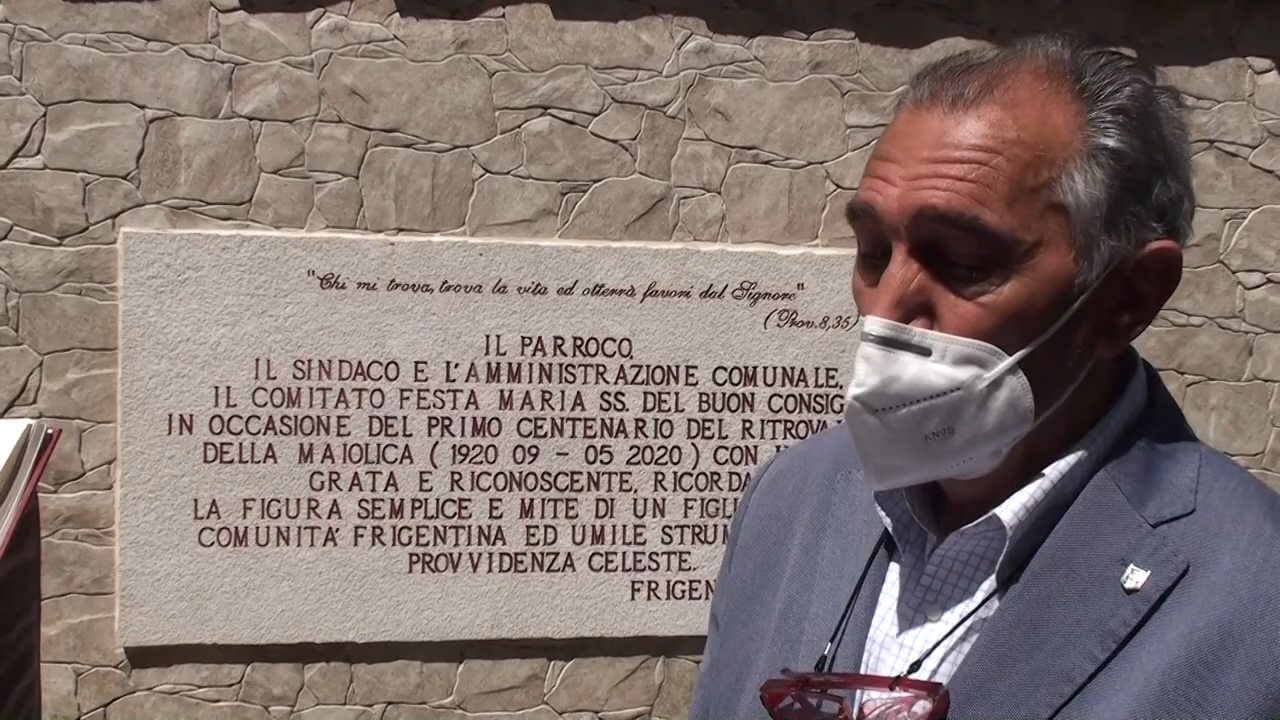 "Chi mi trova, trova la vita ed otterrà favori dal Signore"
(Prov. 8,35)
IL PARROCO,
IL SINDACO E L'AMMINISTRAZIONE COMUNALE,
IL COMITATO FESTA MARIA SS. DEL BUON
IN OCCASIONE DEL PRIMO CENTENARIO DEL
DELLA MAIOLICA ( 1920 09 - 05 2020 ) CON
GRATA E RICONOSCENTE,
LA FIGURA SEMPLICE E MITE DI UN
COMUNITA' FRIGENTINA ED UMILE
PROVVIDENZA CELESTE.
KN95